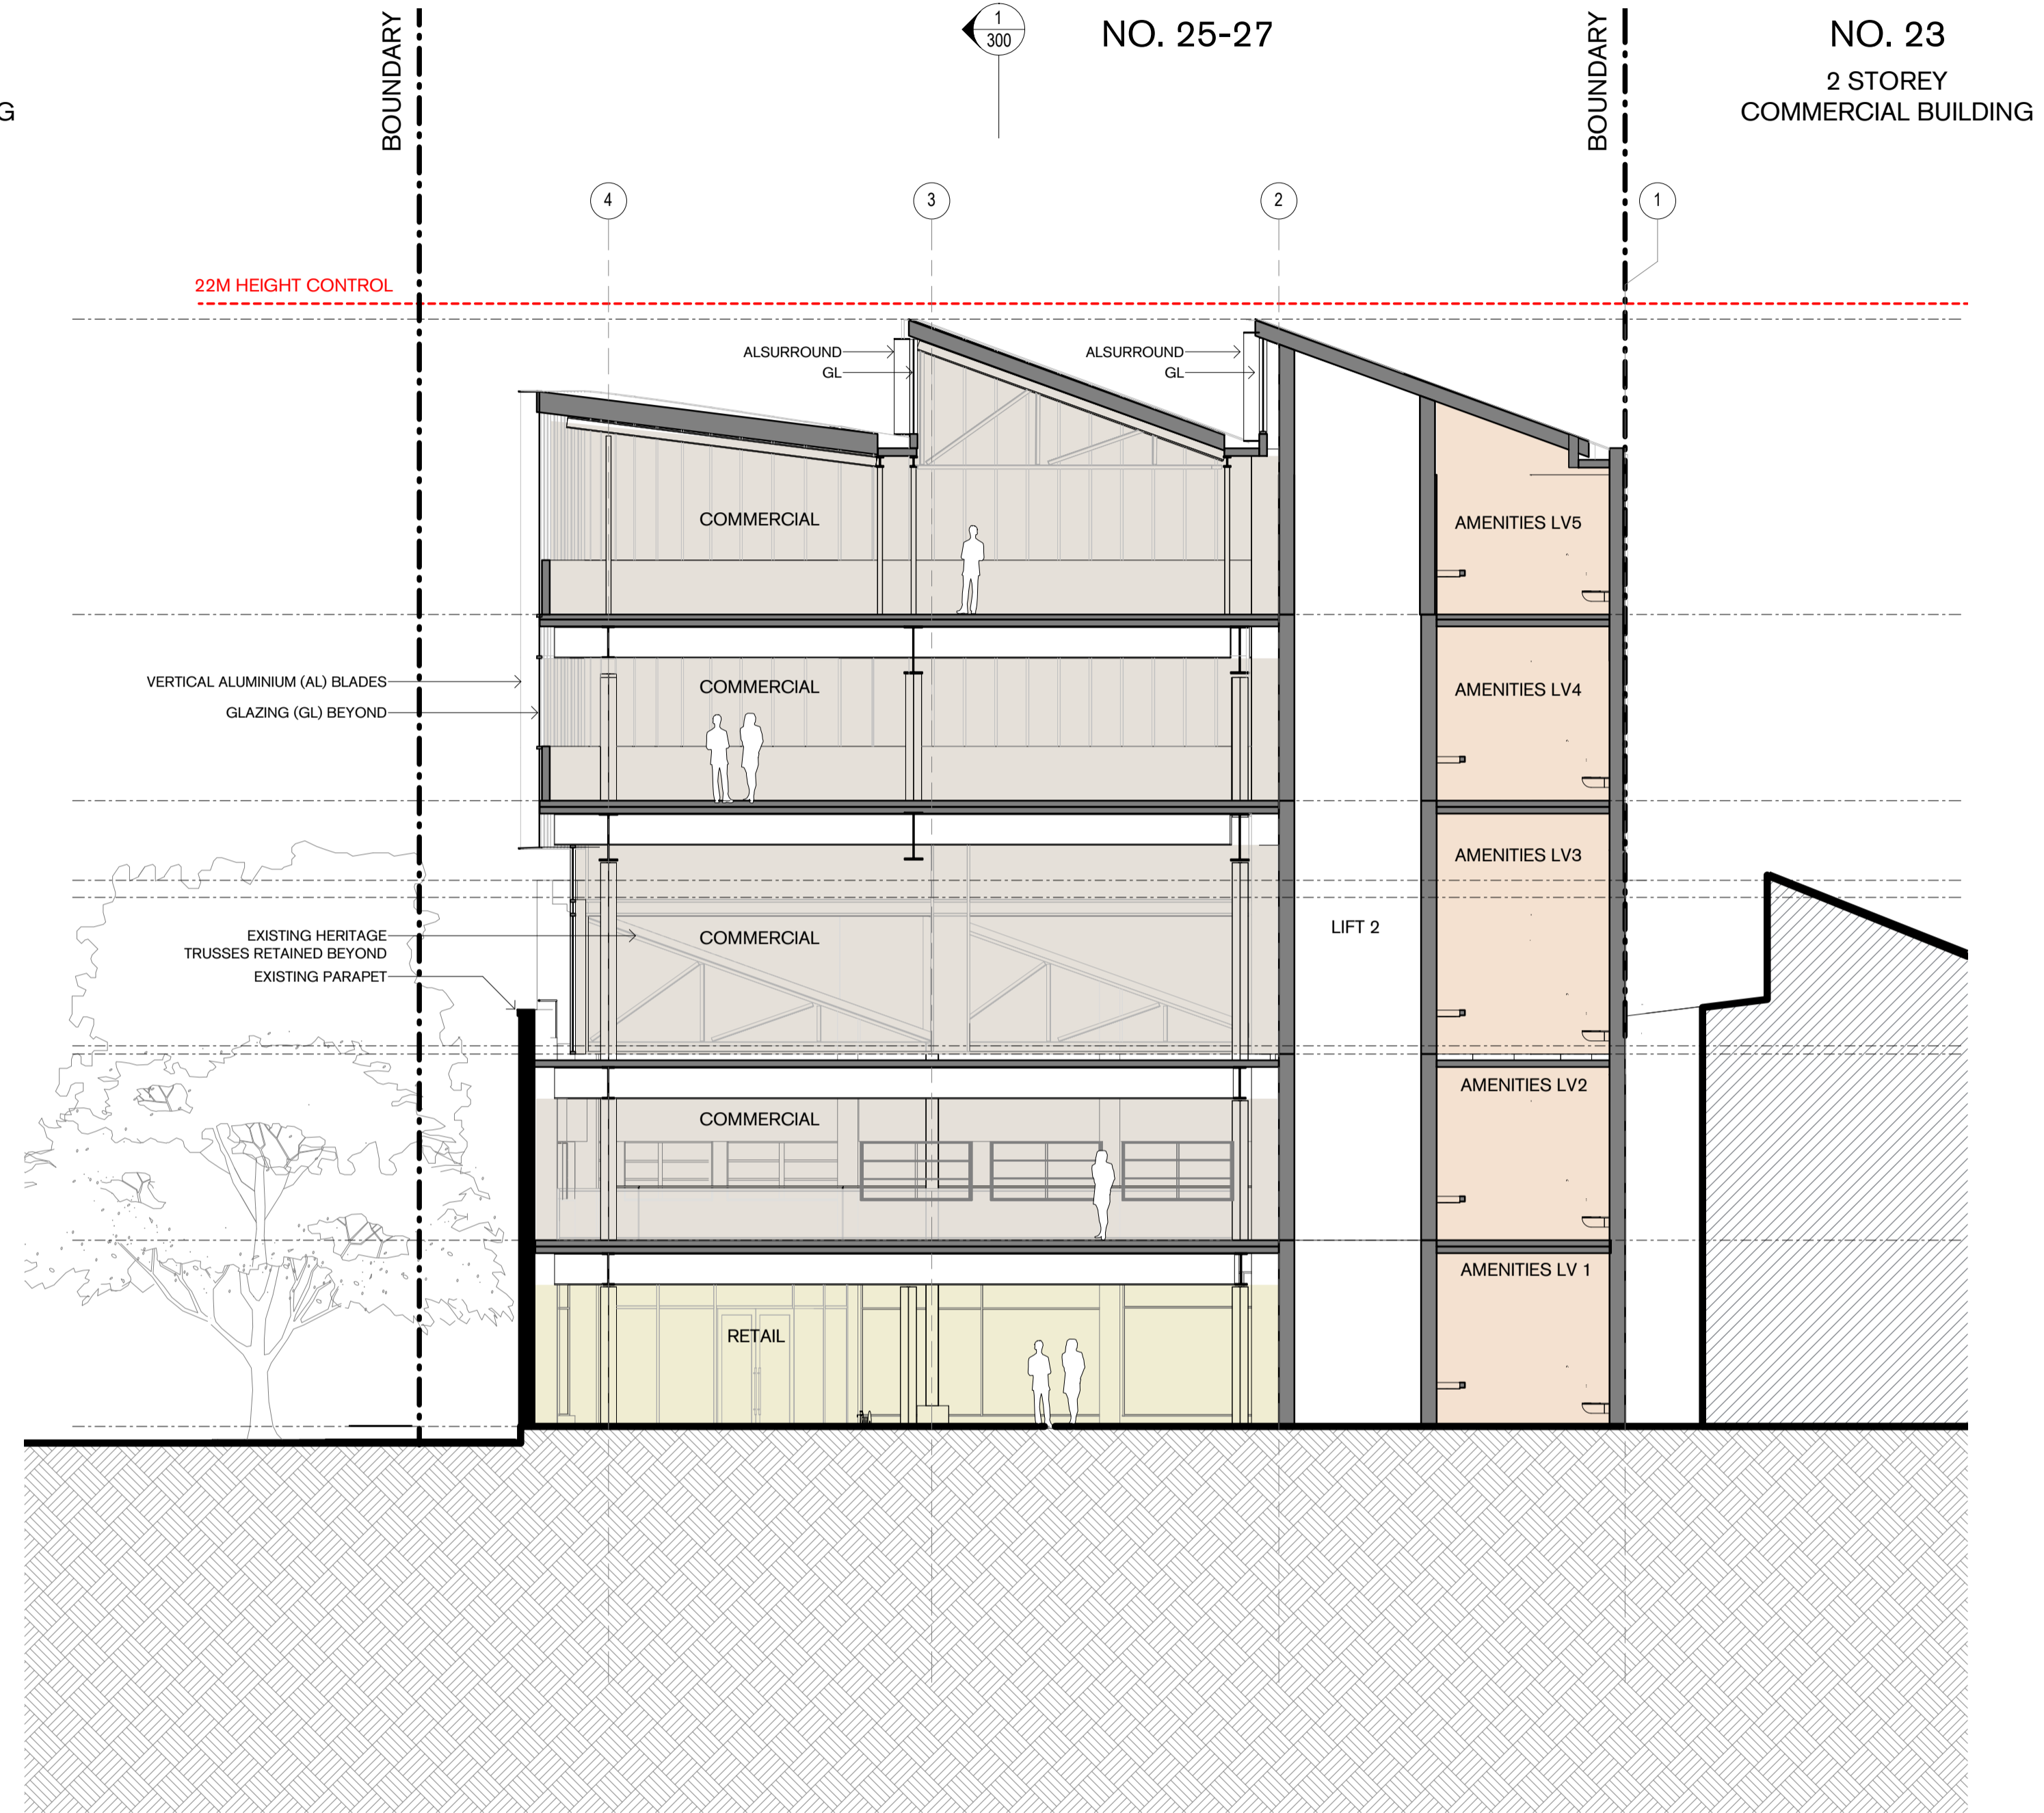 BOUNDARY
1
300
NO. 25-27
BOUNDARY
NO. 23
2 STOREY
COMMERCIAL BUILDING
G
4
3
2
1
22M HEIGHT CONTROL
ALSURROUND
GL
ALSURROUND
GL
COMMERCIAL
AMENITIES LV5
VERTICAL ALUMINIUM (AL) BLADES
GLAZING (GL) BEYOND
COMMERCIAL
AMENITIES LV4
AMENITIES LV3
EXISTING HERITAGE
TRUSSES RETAINED BEYOND
EXISTING PARAPET
COMMERCIAL
LIFT 2
AMENITIES LV2
COMMERCIAL
AMENITIES LV 1
RETAIL